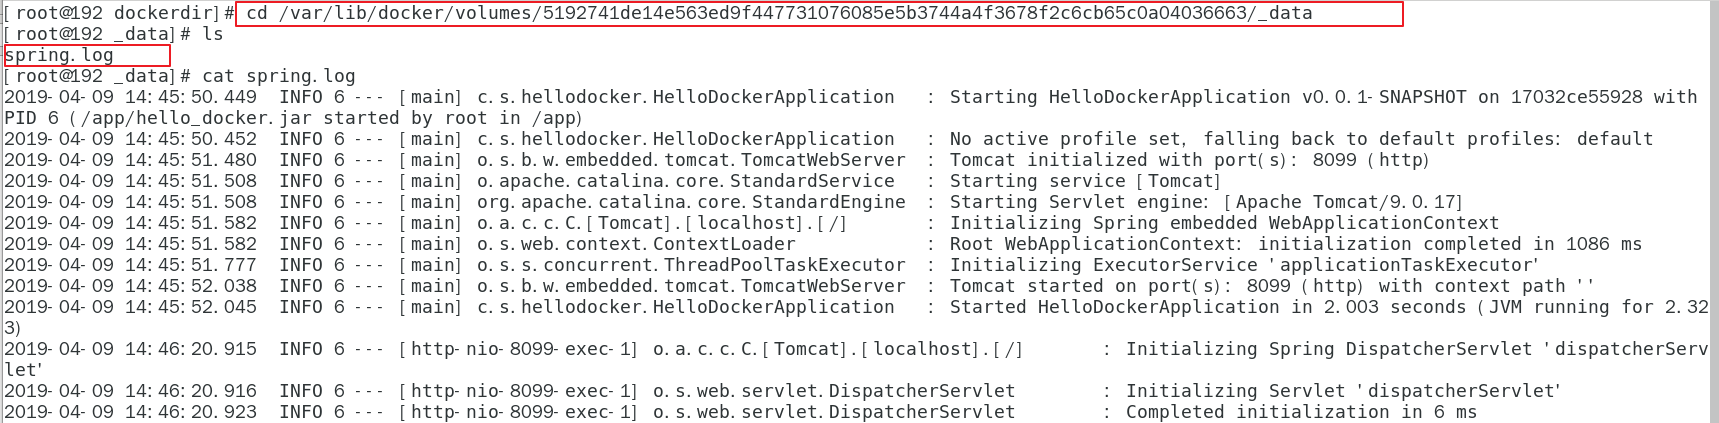 [root@192 dockerdir]# cd /var/lib/docker/volumes/5192741de14e563ed9f447731076085e5b3744a4f3678f2c6cb65c0a04036663/_data
[root@192 _data]# ls
spring.log
[root@192 _data]# cat spring.log
2019-04-09 14:45:50.449  INFO 6 --- [main] c.s.hellodocker.HelloDockerApplication   : Starting HelloDockerApplication v0.0.1-SNAPSHOT on 17032ce55928 with
PID 6 (/app/hello_docker.jar started by root in /app)
2019-04-09 14:45:50.452  INFO 6 --- [main] c.s.hellodocker.HelloDockerApplication   : No active profile set, falling back to default profiles: default
2019-04-09 14:45:51.480  INFO 6 --- [main] o.s.b.w.embedded.tomcat.TomcatWebServer  : Tomcat initialized with port(s): 8099 (http)
2019-04-09 14:45:51.508  INFO 6 --- [main] o.apache.catalina.core.StandardService   : Starting service [Tomcat]
2019-04-09 14:45:51.508  INFO 6 --- [main] org.apache.catalina.core.StandardEngine  : Starting Servlet engine: [Apache Tomcat/9.0.17]
2019-04-09 14:45:51.582  INFO 6 --- [main] o.a.c.c.C.[Tomcat].[localhost].[/]       : Initializing Spring embedded WebApplicationContext
2019-04-09 14:45:51.582  INFO 6 --- [main] o.s.web.context.ContextLoader            : Root WebApplicationContext: initialization completed in 1086 ms
2019-04-09 14:45:51.777  INFO 6 --- [main] o.s.s.concurrent.ThreadPoolTaskExecutor  : Initializing ExecutorService 'applicationTaskExecutor'
2019-04-09 14:45:52.038  INFO 6 --- [main] o.s.b.w.embedded.tomcat.TomcatWebServer  : Tomcat started on port(s): 8099 (http) with context path ''
2019-04-09 14:45:52.045  INFO 6 --- [main] c.s.hellodocker.HelloDockerApplication   : Started HelloDockerApplication in 2.003 seconds (JVM running for 2.32
3)
2019-04-09 14:46:20.915  INFO 6 --- [http-nio-8099-exec-1] o.a.c.c.C.[Tomcat].[localhost].[/]       : Initializing Spring DispatcherServlet 'dispatcherServ
let'
2019-04-09 14:46:20.916  INFO 6 --- [http-nio-8099-exec-1] o.s.web.servlet.DispatcherServlet        : Initializing Servlet 'dispatcherServlet'
2019-04-09 14:46:20.923  INFO 6 --- [http-nio-8099-exec-1] o.s.web.servlet.DispatcherServlet        : Completed initialization in 6 ms